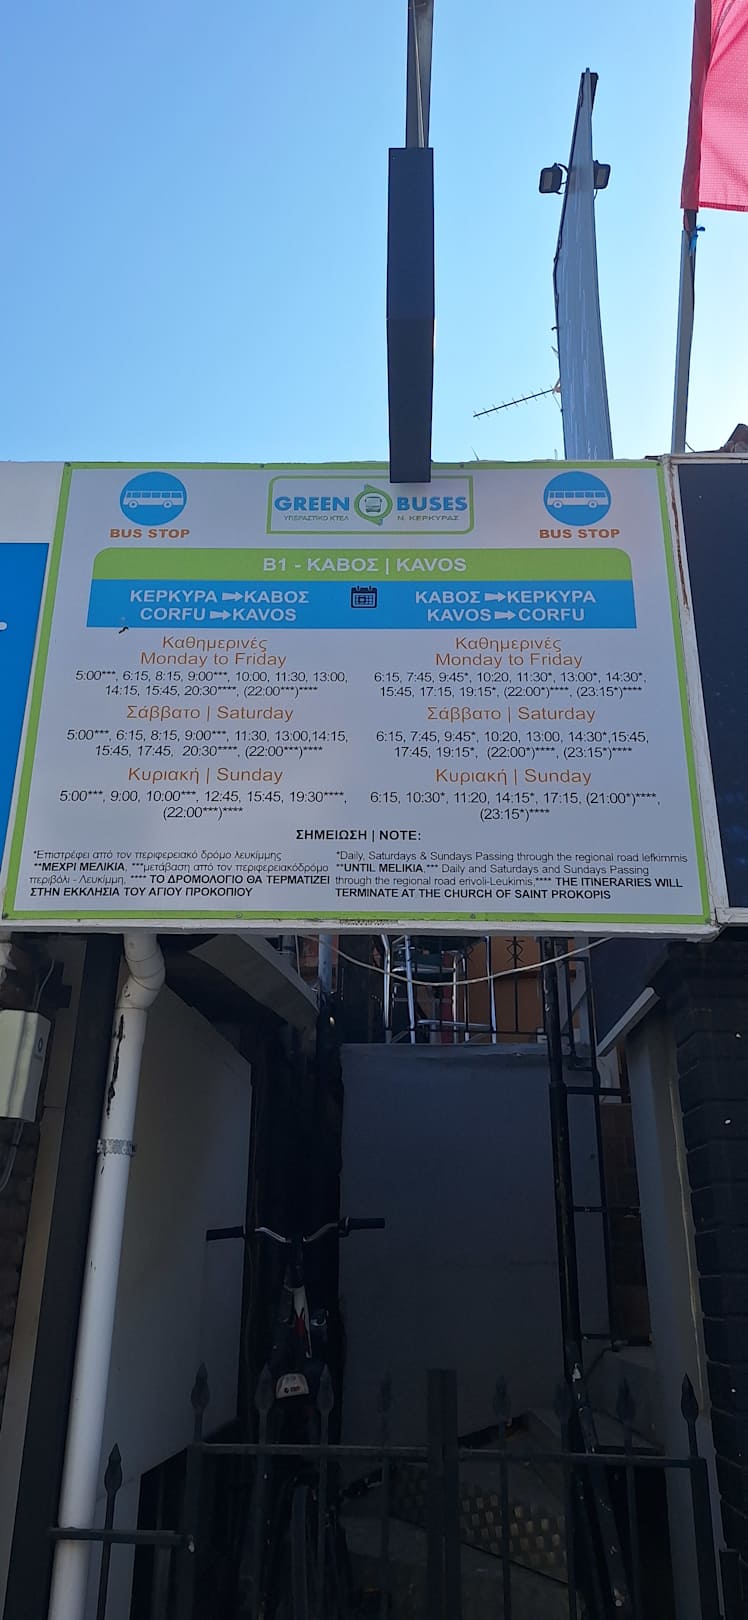 GREEN BUSES
ΥΠΕΡΑΣΤΙΚΟ ΚΤΕΛ Ν. ΚΕΡΚΥΡΑΣ
BUS STOP
BUS STOP
B1 - ΚΑΒΟΣ | KAVOS
ΚΕΡΚΥΡΑ ➡ ΚΑΒΟΣ
CORFU ➡ KAVOS
Καθημερινές
Monday to Friday
5:00***, 6:15, 8:15, 9:00***, 10:00, 11:30, 13:00,
14:15, 15:45, 20:30****, (22:00***)****
Σάββατο | Saturday
5:00***, 6:15, 8:15, 9:00***, 11:30, 13:00,14:15,
15:45, 17:45, 20:30****, (22:00***)****
Κυριακή | Sunday
5:00***, 9:00, 10:00***, 12:45, 15:45, 19:30****,
(22:00***)****
ΚΑΒΟΣ ➡ ΚΕΡΚΥΡΑ
KAVOS ➡ CORFU
Καθημερινές
Monday to Friday
6:15, 7:45, 9:45*, 10:20, 11:30*, 13:00*, 14:30*,
15:45, 17:15, 19:15*, (22:00*)****, (23:15*)****
Σάββατο | Saturday
6:15, 7:45, 9:45*, 10:20, 13:00, 14:30*,15:45,
17:45, 19:15*, (22:00*)****, (23:15*)****
Κυριακή | Sunday
6:15, 10:30*, 11:20, 14:15*, 17:15, (21:00*)****,
(23:15*)****
ΣΗΜΕΙΩΣΗ | NOTE:
*Επιστρέφει από τον περιφερειακό δρόμο λευκίμμης
**ΜΕΧΡΙ ΜΕΛΙΚΙΑ, ***μετάβαση από τον περιφερειακόδρόμο
περιβόλι - Λευκίμμη, **** ΤΟ ΔΡΟΜΟΛΟΓΙΟ ΘΑ ΤΕΡΜΑΤΙΖΕΙ
ΣΤΗΝ ΕΚΚΛΗΣΙΑ ΤΟΥ ΑΓΙΟΥ ΠΡΟΚΟΠΙΟΥ
*Daily, Saturdays & Sundays Passing through the regional road lefkimmis
**UNTIL MELIKIA,*** Daily and Saturdays and Sundays Passing
through the regional road erivoli-Leukimis,**** THE ITINERARIES WILL
TERMINATE AT THE CHURCH OF SAINT PROKOPIS